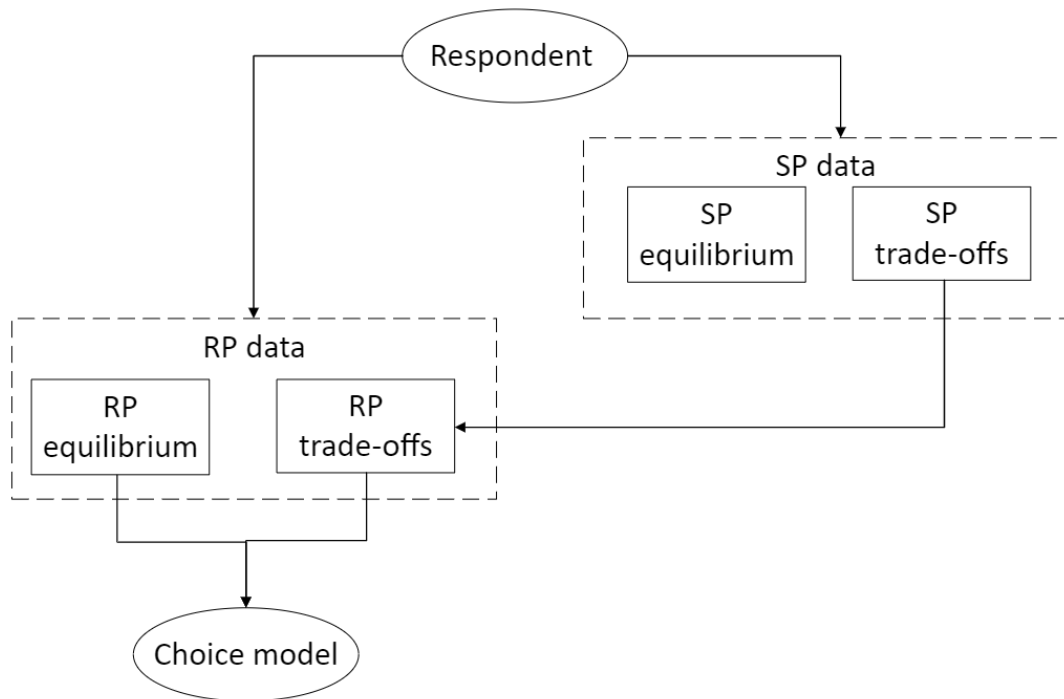 Respondent
SP data
SP
equilibrium
SP
trade-offs
RP data
RP
equilibrium
RP
trade-offs
Choice model